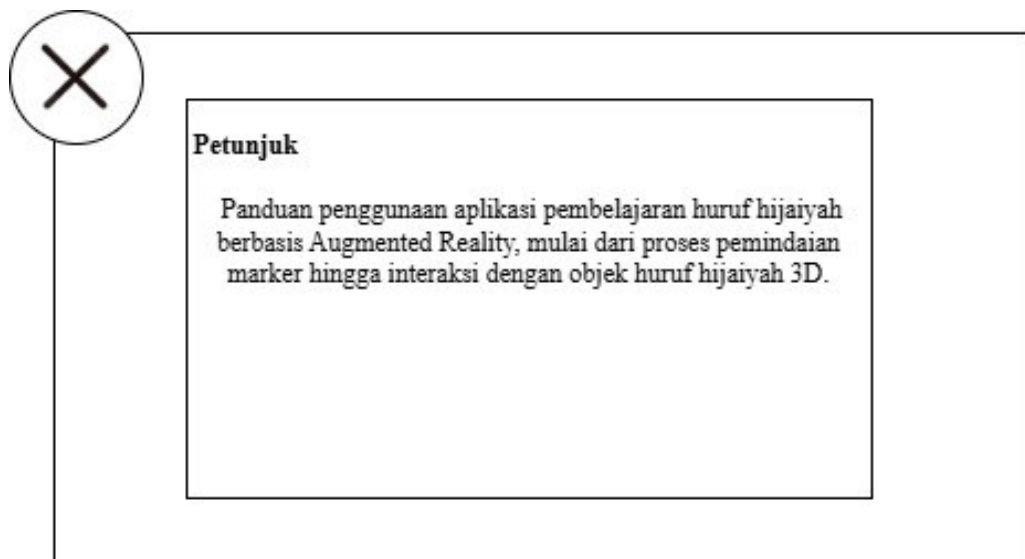 Petunjuk
Panduan penggunaan aplikasi pembelajaran huruf hijaiyah
berbasis Augmented Reality, mulai dari proses pemindaian
marker hingga interaksi dengan objek huruf hijaiyah 3D.